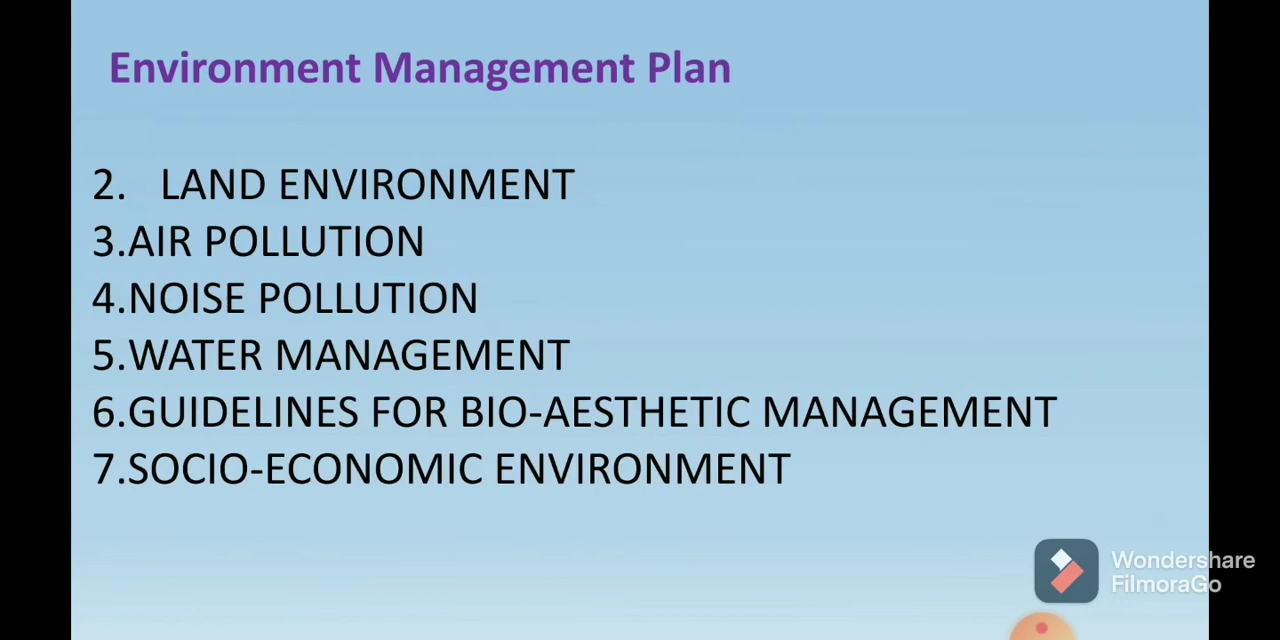 Environment Management Plan
2. LAND ENVIRONMENT
3.AIR POLLUTION
4.NOISE POLLUTION
5.WATER MANAGEMENT
6.GUIDELINES FOR BIO-AESTHETIC MANAGEMENT
7.SOCIO-ECONOMIC ENVIRONMENT
Wondershare
FilmoraGo